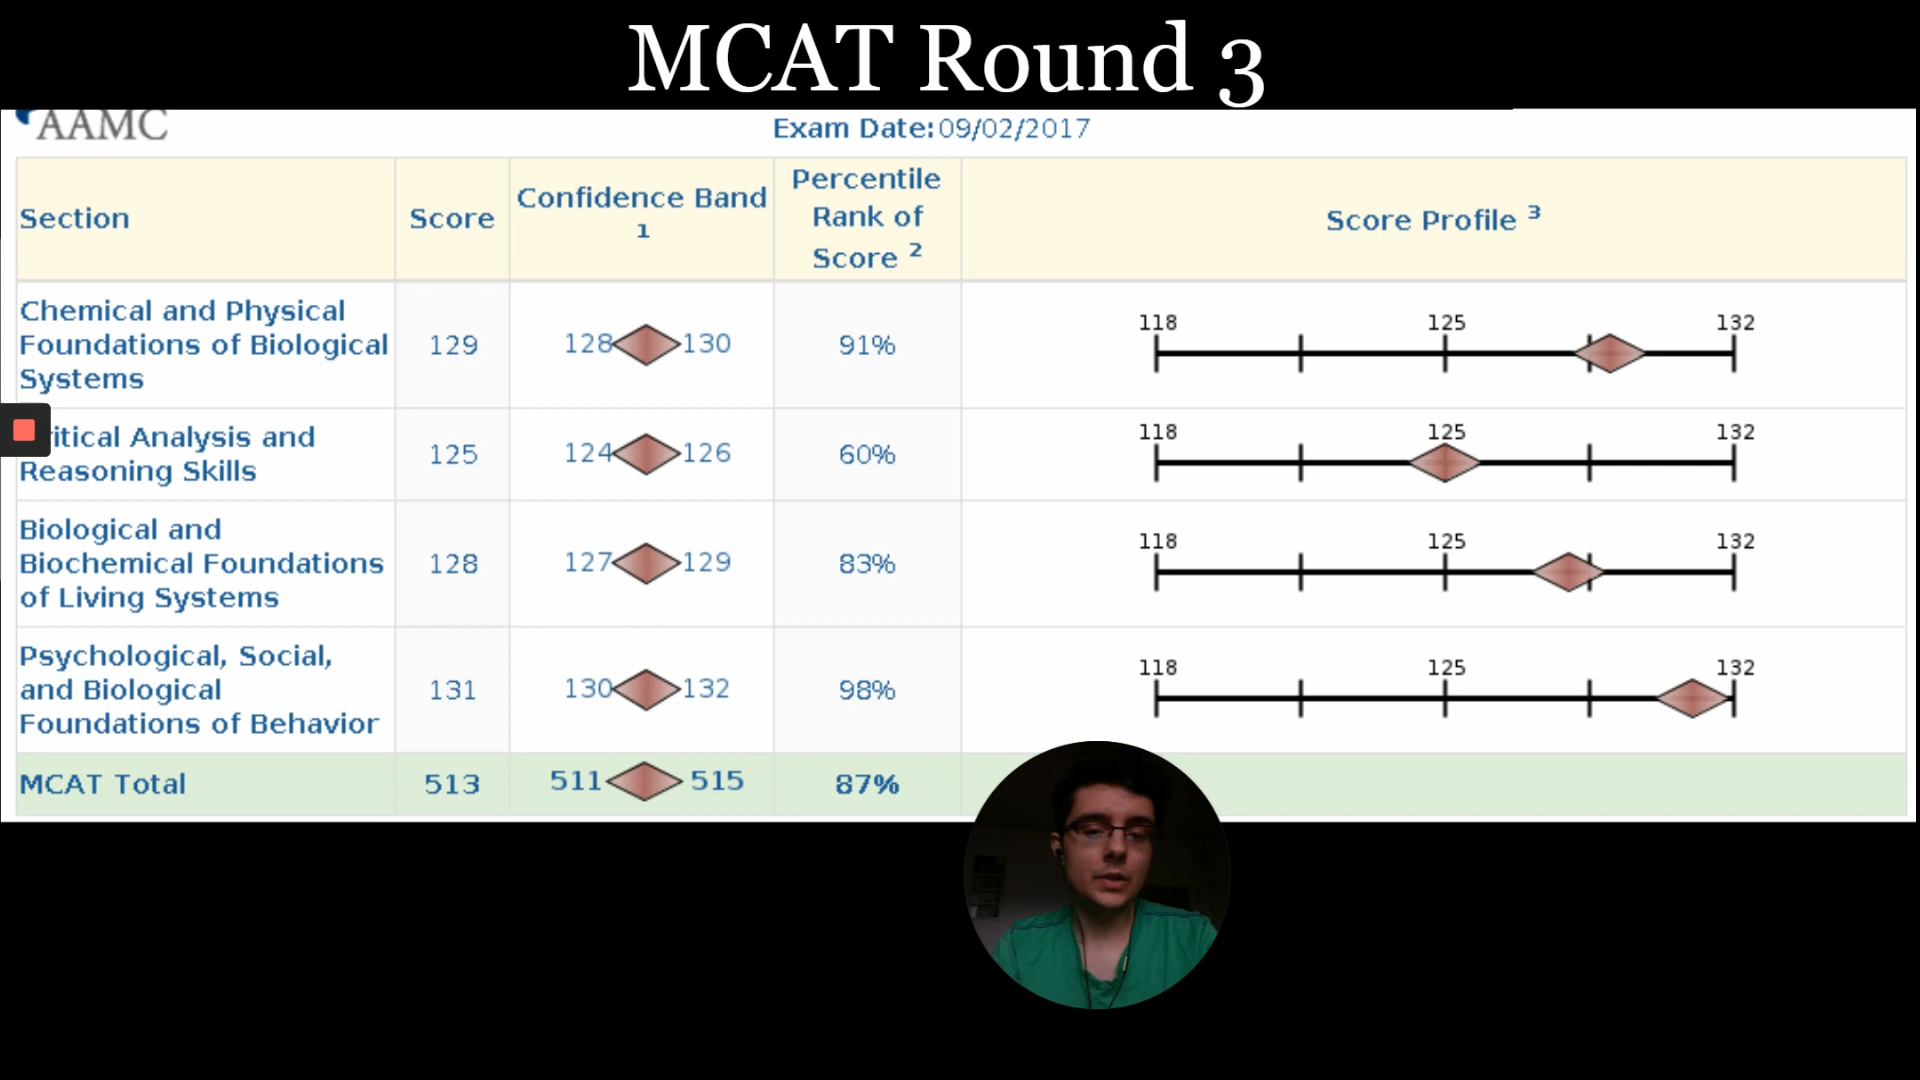 MCAT Round 3
AAMC
Exam Date: 09/02/2017
Section
Score
Confidence Band
1
Percentile
Rank of
Score 2
Score Profile 3
Chemical and Physical
Foundations of Biological
Systems
129
128 130
91%
118 125 132
ritical Analysis and
Reasoning Skills
125
124 126
60%
118 125 132
Biological and
Biochemical Foundations
of Living Systems
128
127 129
83%
118 125 132
Psychological, Social,
and Biological
Foundations of Behavior
131
130 132
98%
118 125 132
MCAT Total 513 511 515 87%